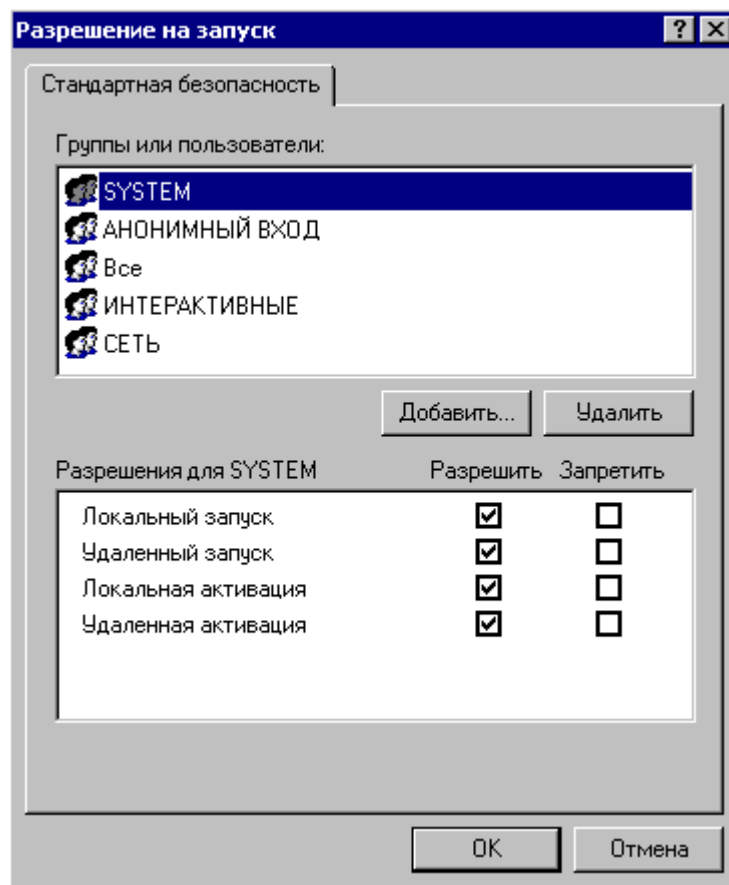 Разрешение на запуск
Стандартная безопасность
Группы или пользователи:
SYSTEM
АНОНИМНЫЙ ВХОД
Все
ИНТЕРАКТИВНЫЕ
СЕТЬ
Добавить... Удалить
Разрешения для SYSTEM Разрешить Запретить
Локальный запуск
Удаленный запуск
Локальная активация
Удаленная активация
OK Отмена